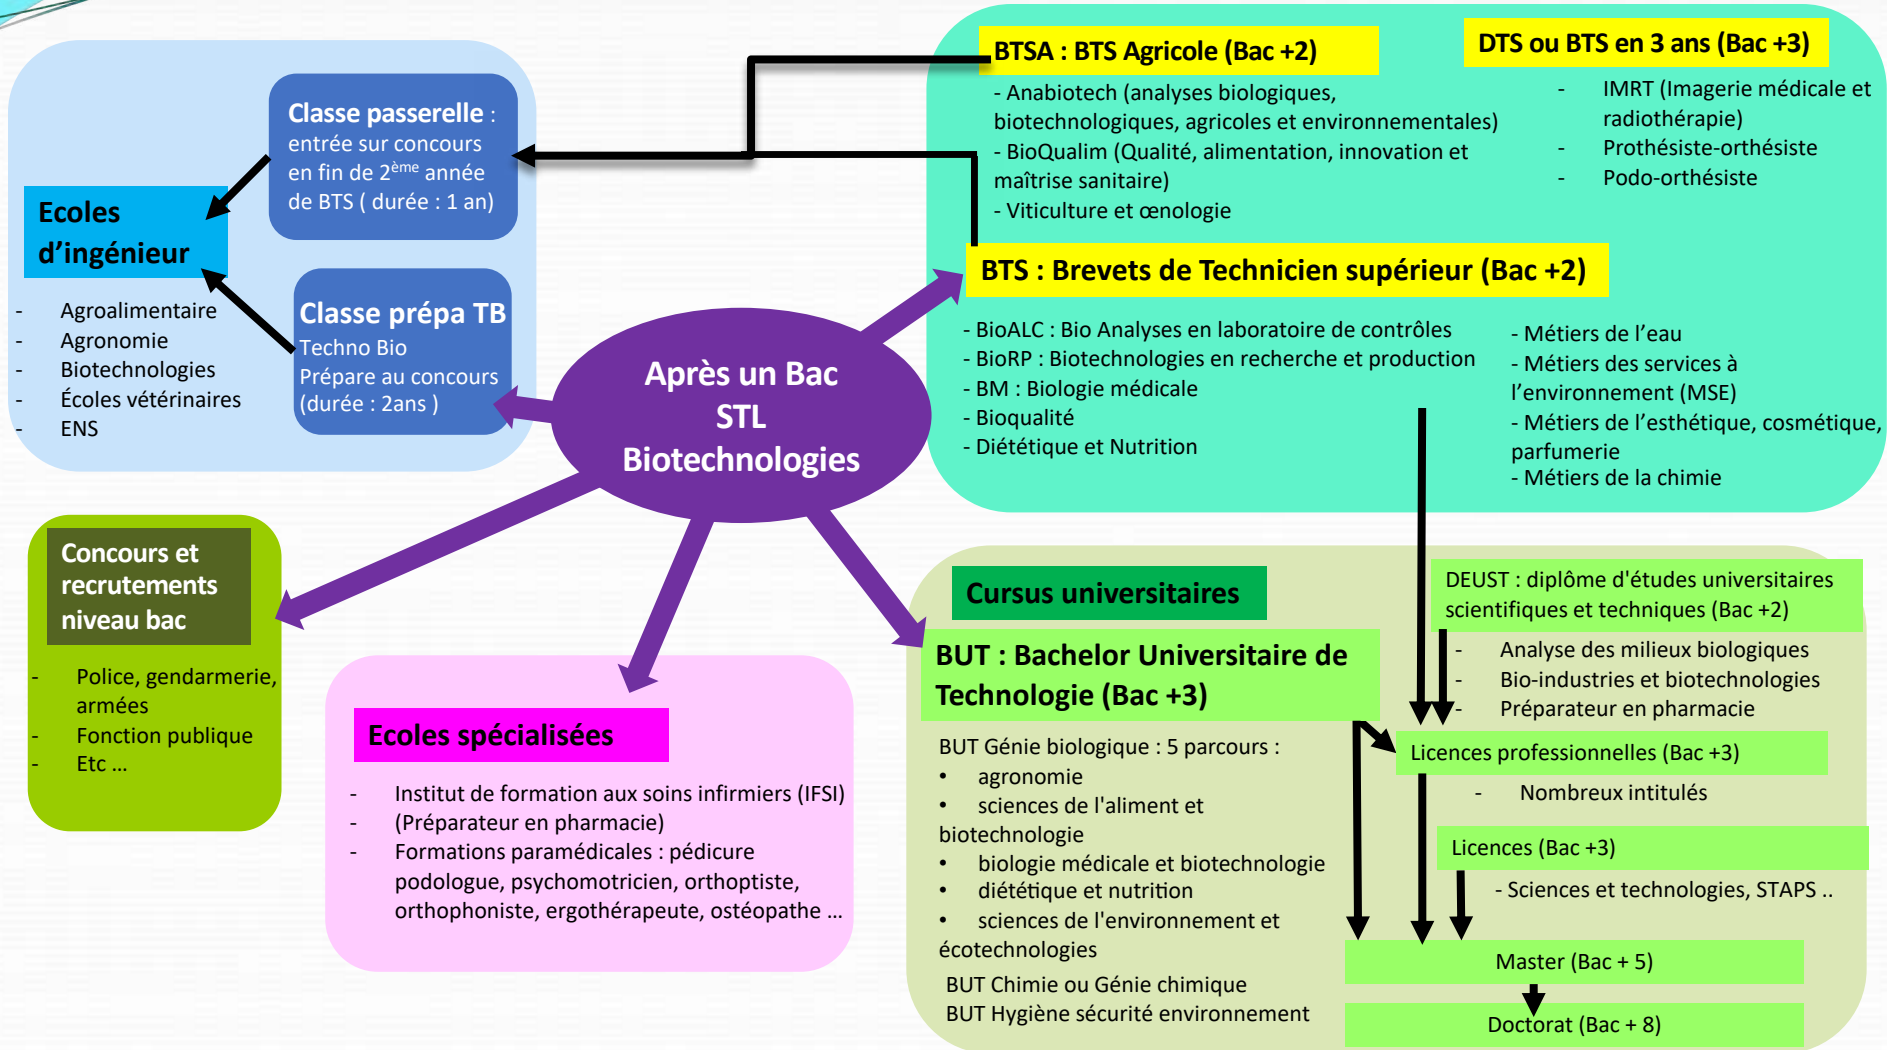 Classe passerelle :
entrée sur concours
en fin de 2ème année
de BTS ( durée : 1 an)
Ecoles
d’ingénieur
- Agroalimentaire
- Agronomie
- Biotechnologies
- Écoles vétérinaires
- ENS
Classe prépa TB
Techno Bio
Prépare au concours
(durée : 2ans )
BTSA : BTS Agricole (Bac +2)
- Anabiotech (analyses biologiques,
biotechnologiques, agricoles et environnementales)
- BioQualim (Qualité, alimentation, innovation et
maîtrise sanitaire)
- Viticulture et œnologie
DTS ou BTS en 3 ans (Bac +3)
- IMRT (Imagerie médicale et
radiothérapie)
- Prothésiste-orthésiste
- Podo-orthésiste
BTS : Brevets de Technicien supérieur (Bac +2)
- BioALC : Bio Analyses en laboratoire de contrôles
- BioRP : Biotechnologies en recherche et production
- BM : Biologie médicale
- Bioqualité
- Diététique et Nutrition
- Métiers de l’eau
- Métiers des services à
l’environnement (MSE)
- Métiers de l’esthétique, cosmétique,
parfumerie
- Métiers de la chimie
Après un Bac
STL
Biotechnologies
Concours et
recrutements
niveau bac
- Police, gendarmerie,
armées
- Fonction publique
- Etc ...
Ecoles spécialisées
- Institut de formation aux soins infirmiers (IFSI)
- (Préparateur en pharmacie)
- Formations paramédicales : pédicure
podologue, psychomotricien, orthoptiste,
orthophoniste, ergothérapeute, ostéopathe ...
Cursus universitaires
BUT : Bachelor Universitaire de
Technologie (Bac +3)
BUT Génie biologique : 5 parcours :
• agronomie
• sciences de l'aliment et
biotechnologie
• biologie médicale et biotechnologie
• diététique et nutrition
• sciences de l'environnement et
écotechnologies
BUT Chimie ou Génie chimique
BUT Hygiène sécurité environnement
DEUST : diplôme d'études universitaires
scientifiques et techniques (Bac +2)
- Analyse des milieux biologiques
- Bio-industries et biotechnologies
- Préparateur en pharmacie
Licences professionnelles (Bac +3)
- Nombreux intitulés
Licences (Bac +3)
- Sciences et technologies, STAPS ..
Master (Bac + 5)
Doctorat (Bac + 8)